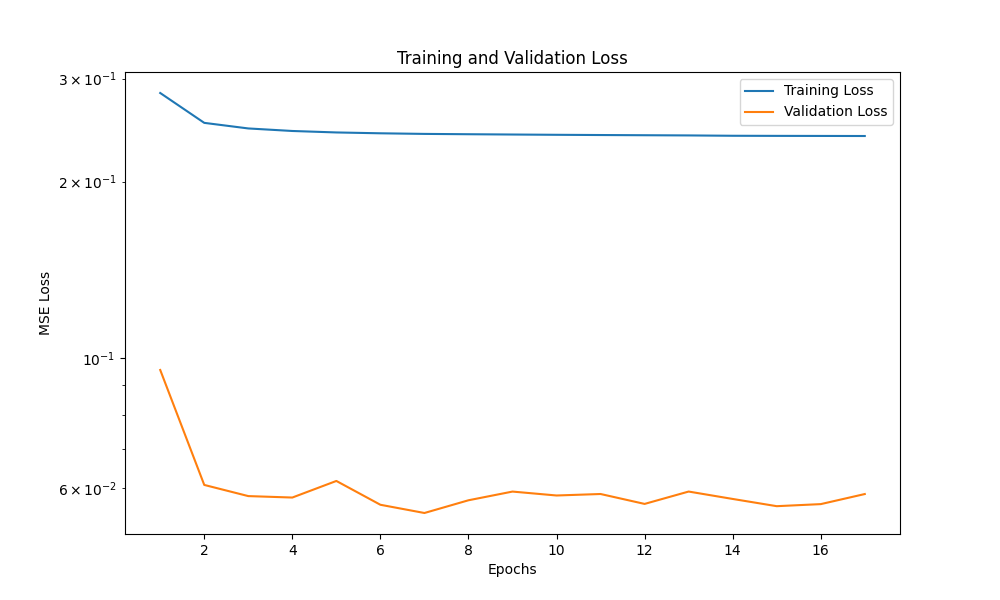 Training and Validation Loss
3 × 10⁻¹
2 × 10⁻¹
10⁻¹
6 × 10⁻²
MSE Loss
Training Loss
Validation Loss
2 4 6 8 10 12 14 16
Epochs